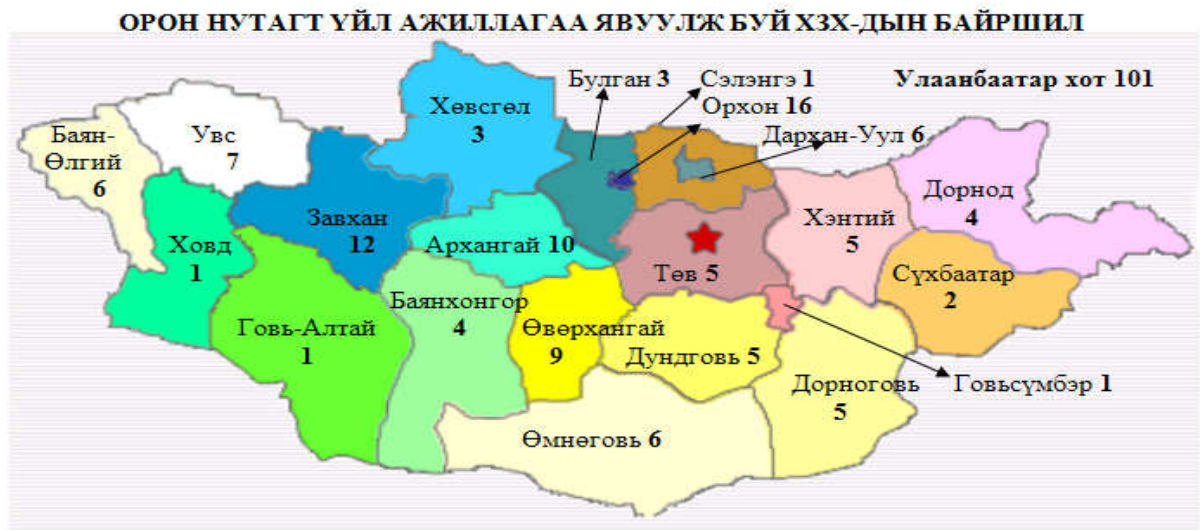 ОРОН НУТАГТ ҮЙЛ АЖИЛЛАГАА ЯВУУЛЖ БУЙ ХЗХ-ДЫН БАЙРШИЛ
Булган 3
Сэлэнгэ 1
Улаанбаатар хот 101
Орхон 16
Дархан-Уул 6
Хөвсгөл
3
Баян-
Өлгий
6
Увс
7
Дорнод
4
Завхан
12
Хэнтий
5
Ховд
1
Архангай 10
Төв 5
Сүхбаатар
2
Говь-Алтай
1
Баянхонгор
4
Өвөрхангай
9
Дундговь 5
Дорноговь
5
Говьсүмбэр 1
Өмнөговь 6